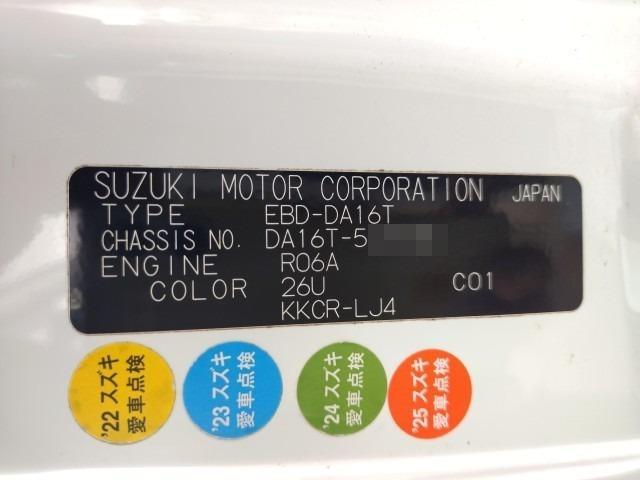 SUZUKI MOTOR CORPORATION JAPAN
TYPE EBD-DA16T
CHASSIS NO. DA16T-5
ENGINE R06A
COLOR 26U C01
KKCR-LJ4
'22 スズキ
愛車点検
'23 スズキ
愛車点検
'24 スズキ
愛車点検
'25 スズキ
愛車点検